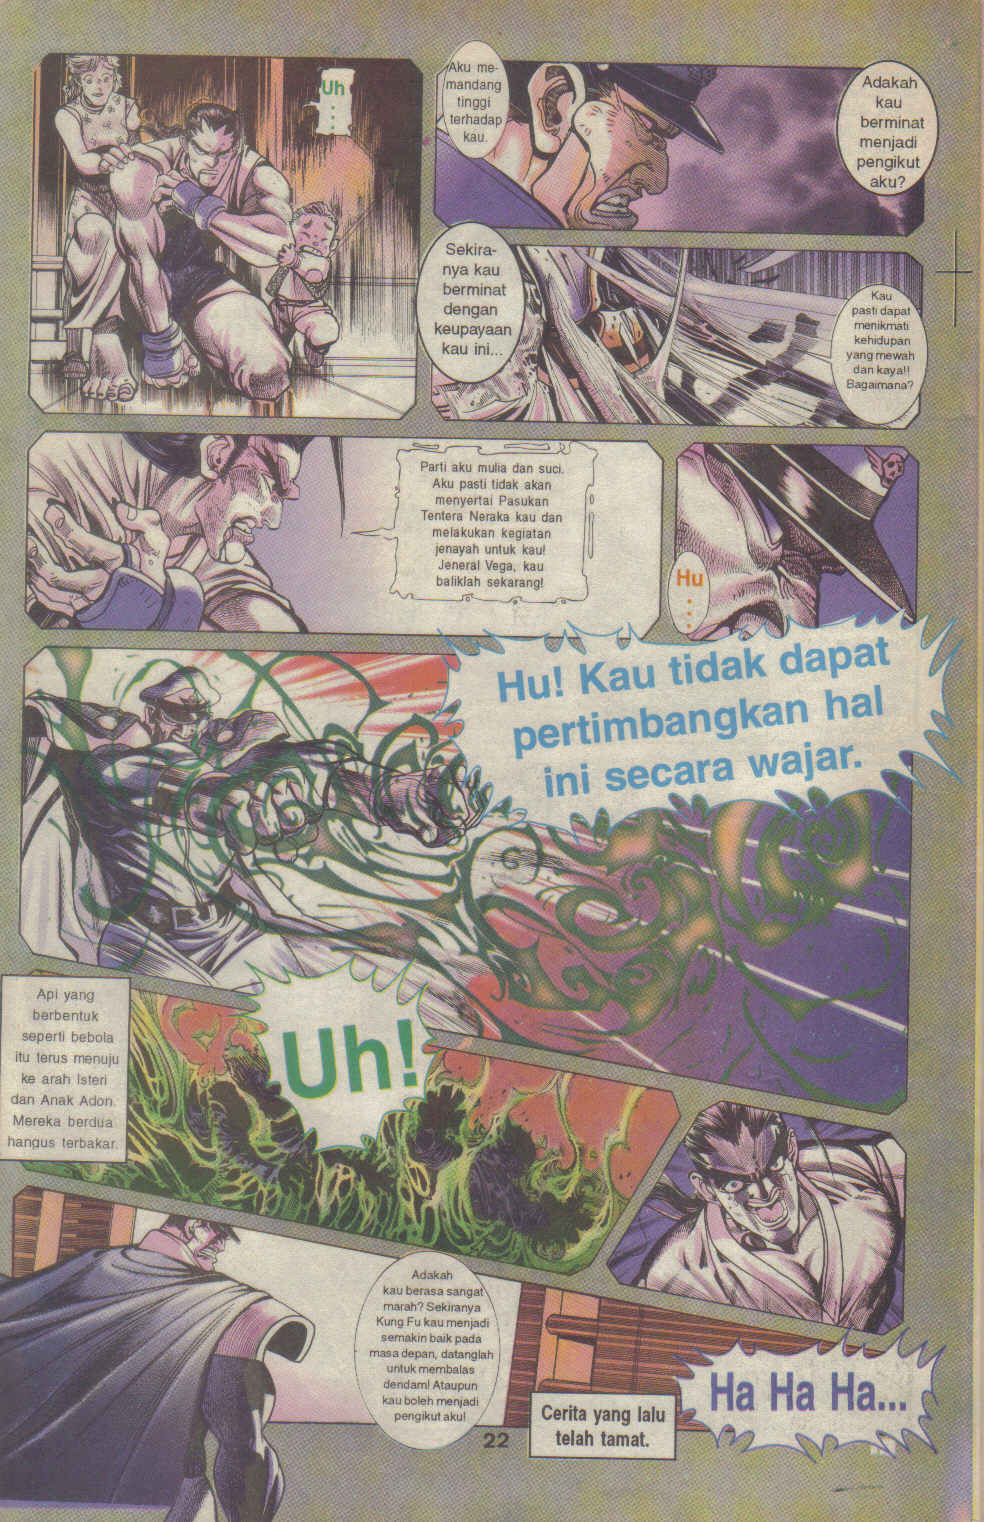 Uh
....
Aku me-
mandang
tinggi
terhadap
kau.
Adakah
kau
berminat
menjadi
pengikut
aku?
Sekira-
nya kau
berminat
dengan
keupayaan
kau ini...
Kau
pasti dapat
menikmati
kehidupan
yang mewah
dan kaya!!
Bagaimana?
Parti aku mulia dan suci.
Aku pasti tidak akan
menyertai Pasukan
Tentera Neraka kau dan
melakukan kegiatan
jenayah untuk kau!
Jeneral Vega, kau
baliklah sekarang!
Hu
....
Hu! Kau tidak dapat
pertimbangkan hal
ini secara wajar.
Api yang
berbentuk
seperti bebola
itu terus menuju
ke arah Isteri
dan Anak Adon.
Mereka berdua
hangus terbakar.
Uh!
Adakah
kau berasa sangat
marah? Sekiranya
Kung Fu kau menjadi
semakin baik pada
masa depan, datanglah
untuk membalas
dendam! Ataupun
kau boleh menjadi
pengikut aku!
Cerita yang lalu
telah tamat.
Ha Ha Ha...
22